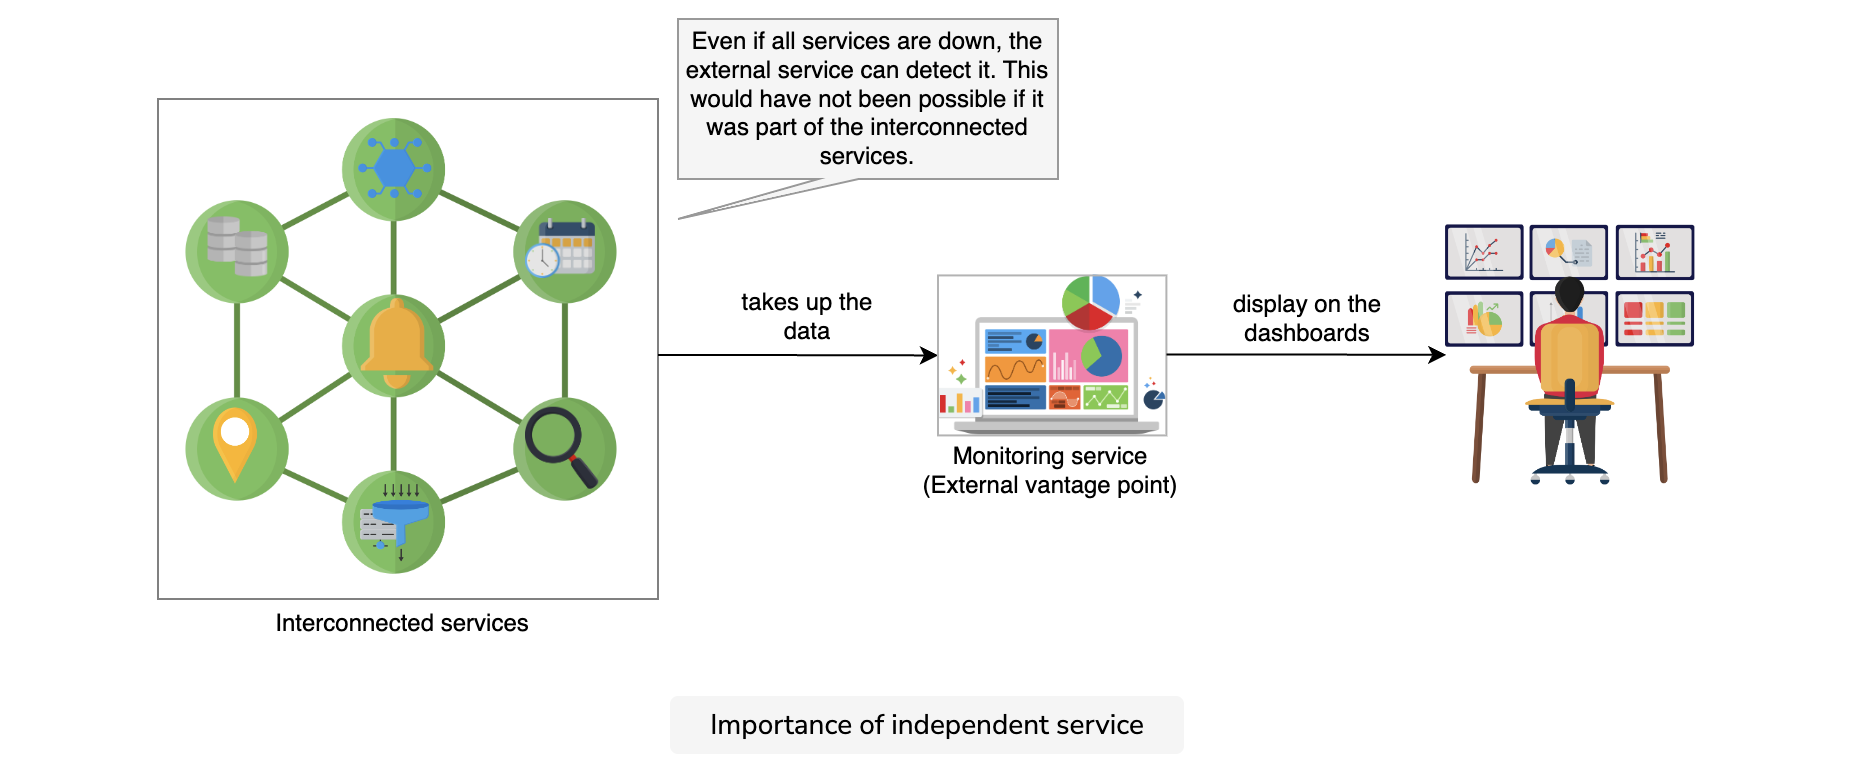 Even if all services are down, the
external service can detect it. This
would have not been possible if it
was part of the interconnected
services.
takes up the
data
display on the
dashboards
Monitoring service
(External vantage point)
Interconnected services
Importance of independent service